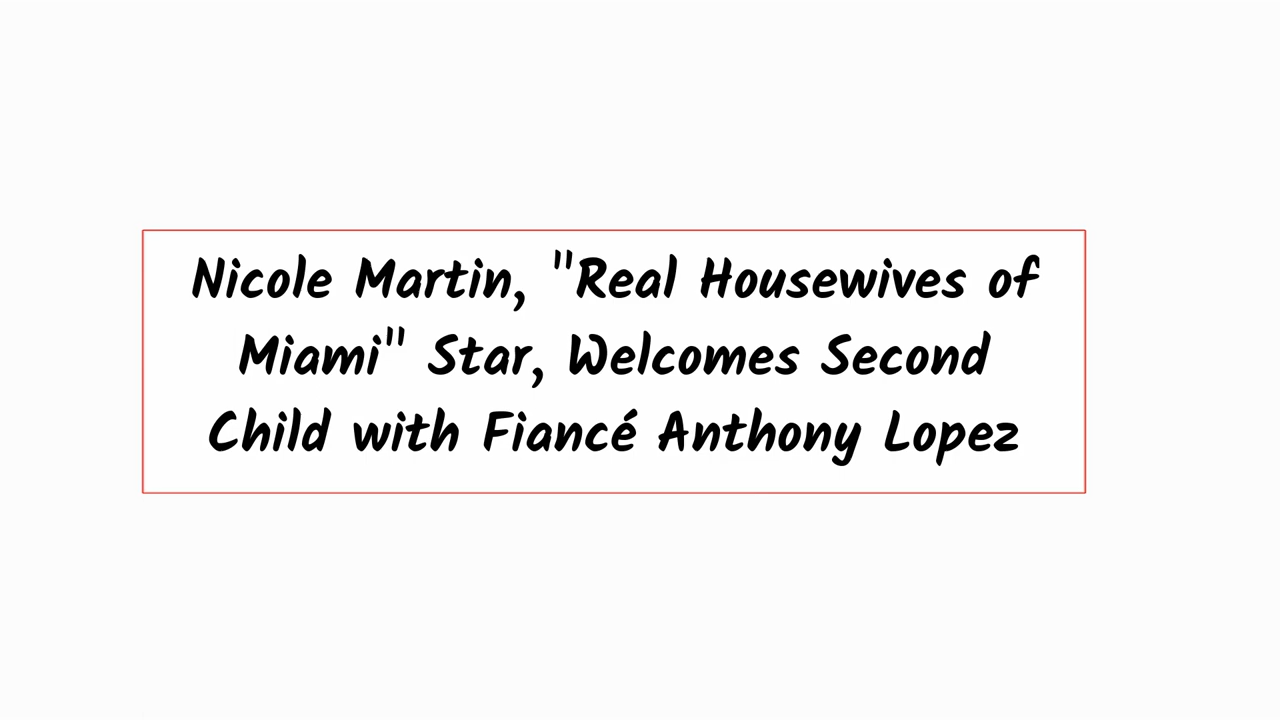 Nicole Martin, "Real Housewives of
Miami" Star, Welcomes Second
Child with Fiancé Anthony Lopez